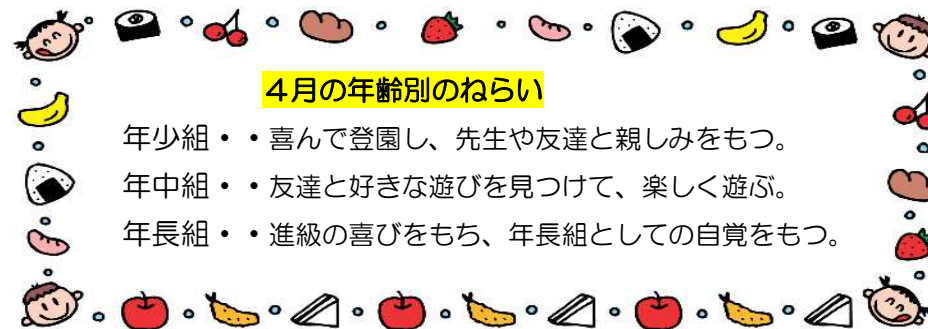 ４月の年齢別のねらい
年少組・・喜んで登園し、先生や友達と親しみをもつ。
年中組・・友達と好きな遊びを見つけて、楽しく遊ぶ。
年長組・・進級の喜びをもち、年長組としての自覚をもつ。